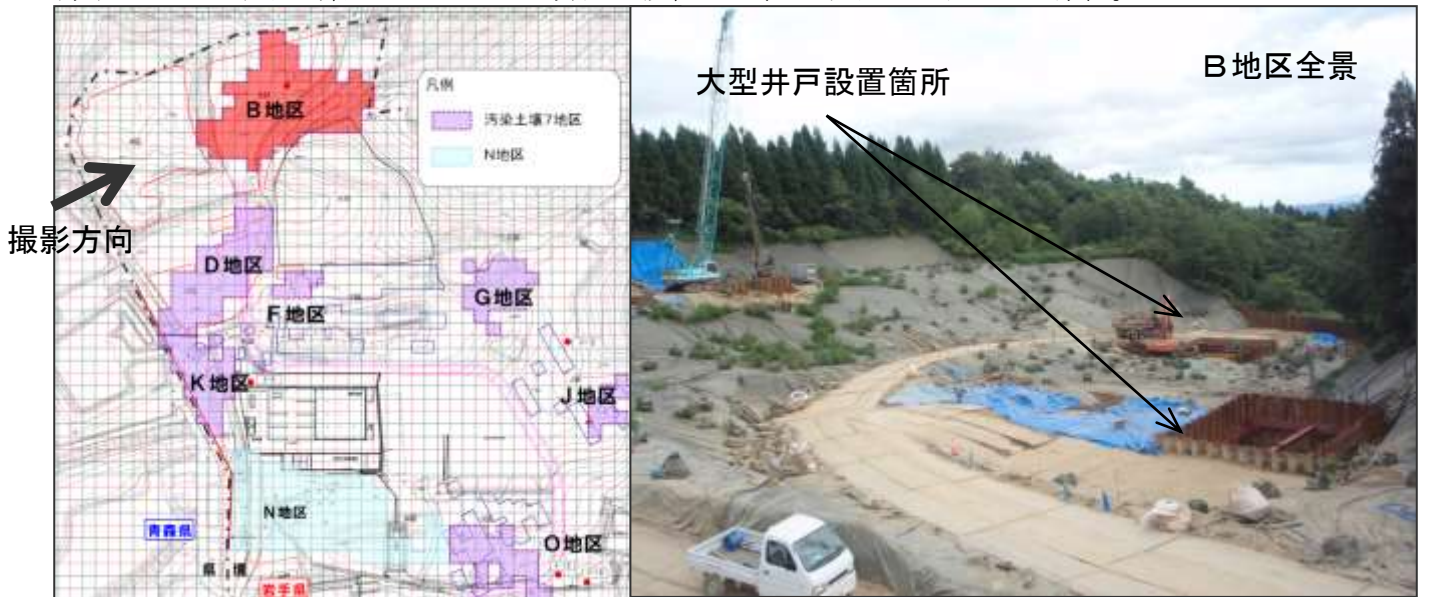 凡例
汚染土壌7地区
N地区
B地区
撮影方向
D地区
F地区
G地区
K地区
J地区
N地区
青森県
O地区
県境
岩手県
大型井戸設置箇所
B地区全景